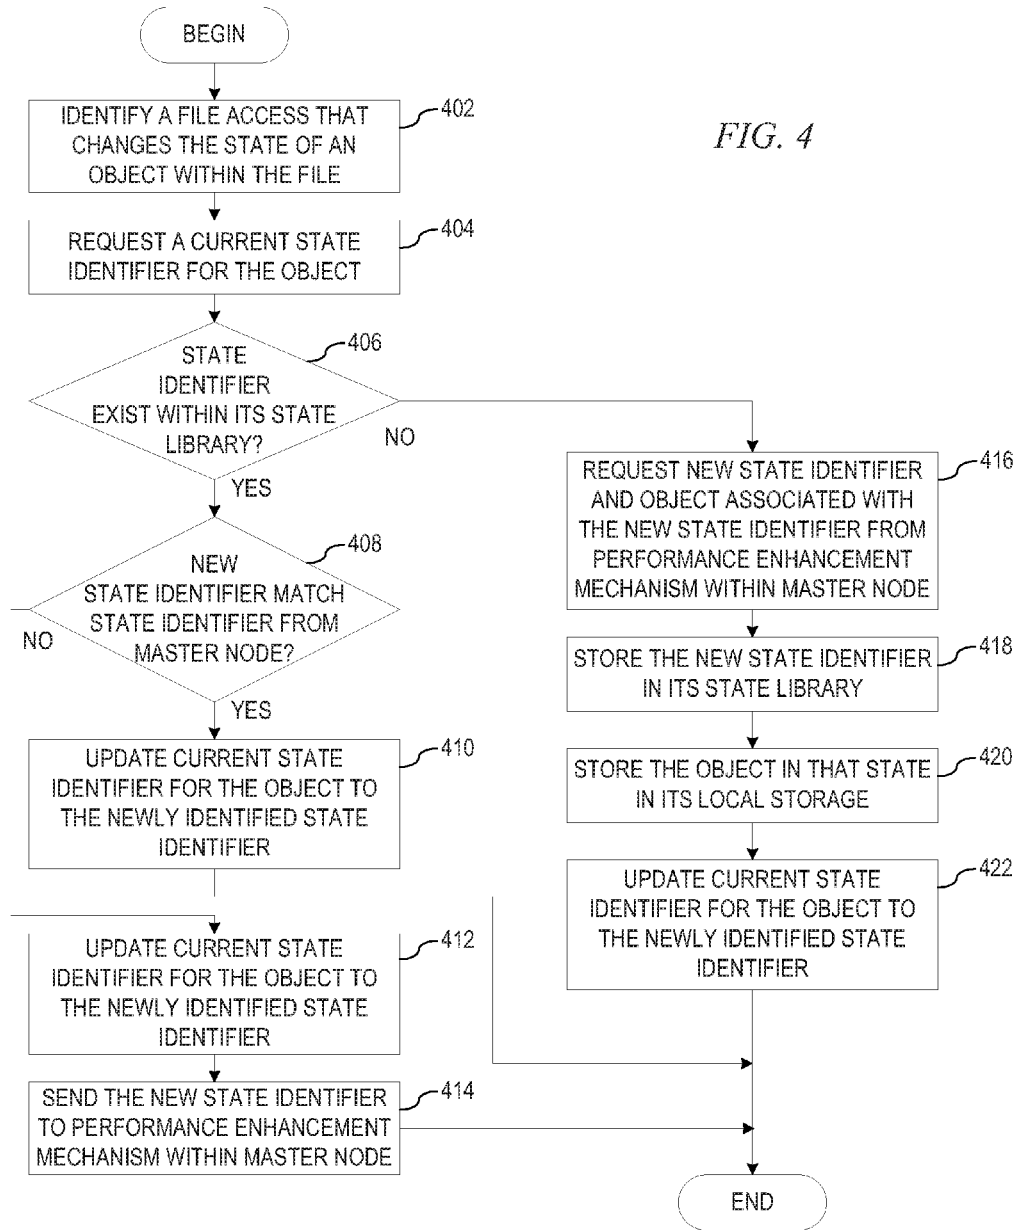 BEGIN
IDENTIFY A FILE ACCESS THAT
CHANGES THE STATE OF AN
OBJECT WITHIN THE FILE
402
FIG. 4
REQUEST A CURRENT STATE
IDENTIFIER FOR THE OBJECT
404
STATE
IDENTIFIER
EXIST WITHIN ITS STATE
LIBRARY?
406
NO
YES
NEW
STATE IDENTIFIER MATCH
STATE IDENTIFIER FROM
MASTER NODE?
408
NO
YES
UPDATE CURRENT STATE
IDENTIFIER FOR THE OBJECT TO
THE NEWLY IDENTIFIED STATE
IDENTIFIER
410
UPDATE CURRENT STATE
IDENTIFIER FOR THE OBJECT TO
THE NEWLY IDENTIFIED STATE
IDENTIFIER
412
SEND THE NEW STATE IDENTIFIER
TO PERFORMANCE ENHANCEMENT
MECHANISM WITHIN MASTER NODE
414
REQUEST NEW STATE IDENTIFIER
AND OBJECT ASSOCIATED WITH
THE NEW STATE IDENTIFIER FROM
PERFORMANCE ENHANCEMENT
MECHANISM WITHIN MASTER NODE
416
STORE THE NEW STATE IDENTIFIER
IN ITS STATE LIBRARY
418
STORE THE OBJECT IN THAT STATE
IN ITS LOCAL STORAGE
420
UPDATE CURRENT STATE
IDENTIFIER FOR THE OBJECT TO
THE NEWLY IDENTIFIED STATE
IDENTIFIER
422
END